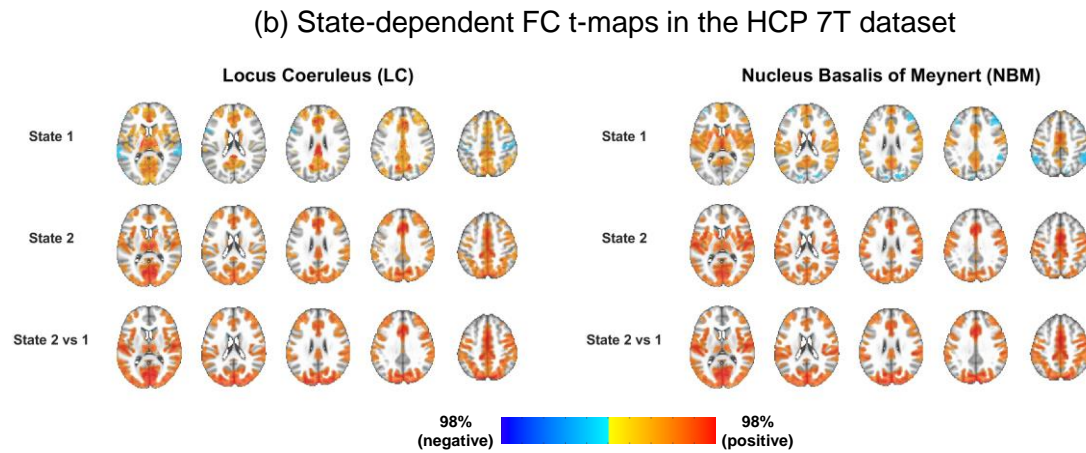 (b) State-dependent FC t-maps in the HCP 7T dataset
Locus Coeruleus (LC)
Nucleus Basalis of Meynert (NBM)
State 1
State 1
State 2
State 2
State 2 vs 1
State 2 vs 1
98%
(negative)
98%
(positive)